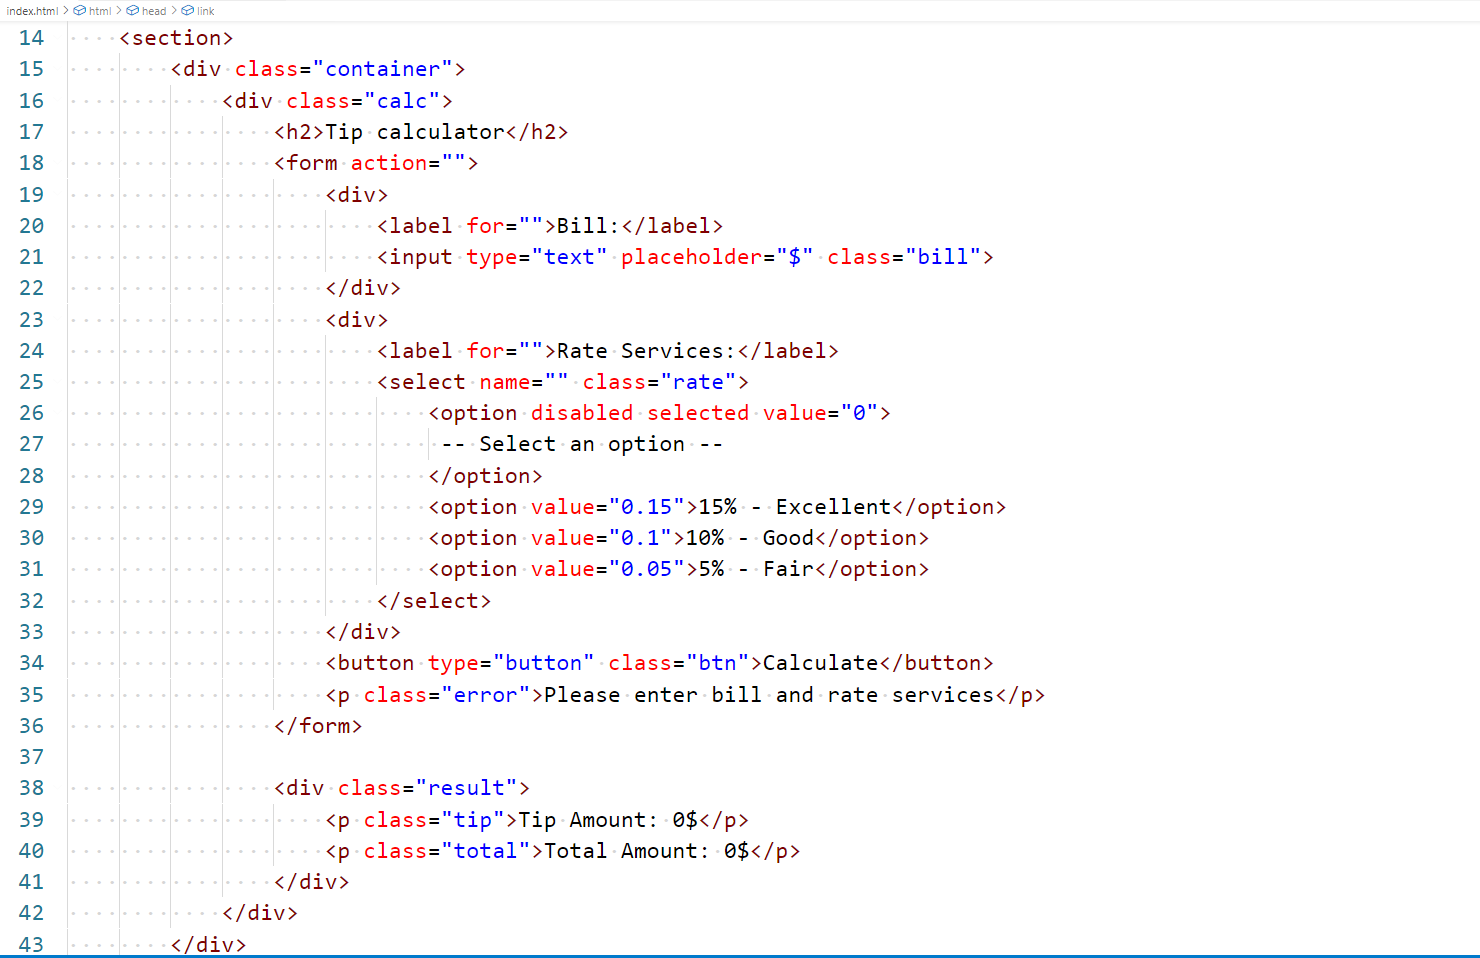 index.html > html > head > link
14 <section>
15 <div class="container">
16 <div class="calc">
17 <h2>Tip calculator</h2>
18 <form action="">
19 <div>
20 <label for="">Bill:</label>
21 <input type="text" placeholder="$" class="bill">
22 </div>
23 <div>
24 <label for="">Rate Services:</label>
25 <select name="" class="rate">
26 <option disabled selected value="0">
27 -- Select an option --
28 </option>
29 <option value="0.15">15% - Excellent</option>
30 <option value="0.1">10% - Good</option>
31 <option value="0.05">5% - Fair</option>
32 </select>
33 </div>
34 <button type="button" class="btn">Calculate</button>
35 <p class="error">Please enter bill and rate services</p>
36 </form>
37
38 <div class="result">
39 <p class="tip">Tip Amount: 0$</p>
40 <p class="total">Total Amount: 0$</p>
41 </div>
42 </div>
43 </div>